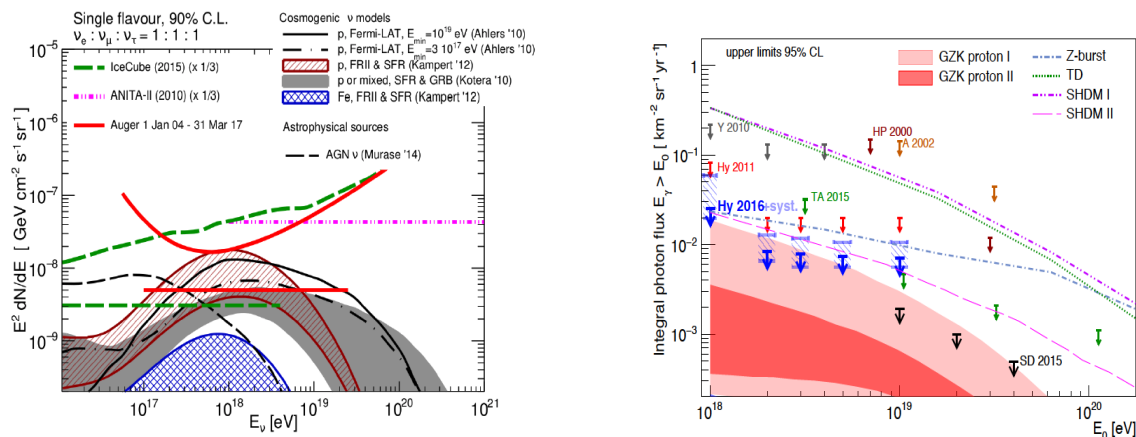 Single flavour, 90% C.L.
νe : νμ : ντ = 1 : 1 : 1
IceCube (2015) (x 1/3)
ANITA-II (2010) (x 1/3)
Auger 1 Jan 04 - 31 Mar 17
Cosmogenic ν models
p, Fermi-LAT, Emin=10^19 eV (Ahlers '10)
p, Fermi-LAT, Emin=3 10^17 eV (Ahlers '10)
p, FRII & SFR (Kampert '12)
p or mixed, SFR & GRB (Kotera '10)
Fe, FRII & SFR (Kampert '12)
Astrophysical sources
AGN ν (Murase '14)
E² dN/dE [ GeV cm⁻² s⁻¹ sr⁻¹ ]
10⁻⁵
10⁻⁶
10⁻⁷
10⁻⁸
10⁻⁹
10¹⁷
10¹⁸
10¹⁹
10²⁰
10²¹
Eν [eV]
upper limits 95% CL
GZK proton I
GZK proton II
Z-burst
TD
SHDM I
SHDM II
Y 2010
HP 2000
A 2002
Hy 2011
TA 2015
Hy 2016+syst.
SD 2015
Integral photon flux Eγ > E₀ [km⁻² sr⁻¹ yr⁻¹]
1
10⁻¹
10⁻²
10⁻³
10¹⁸
10¹⁹
10²⁰
E₀ [eV]